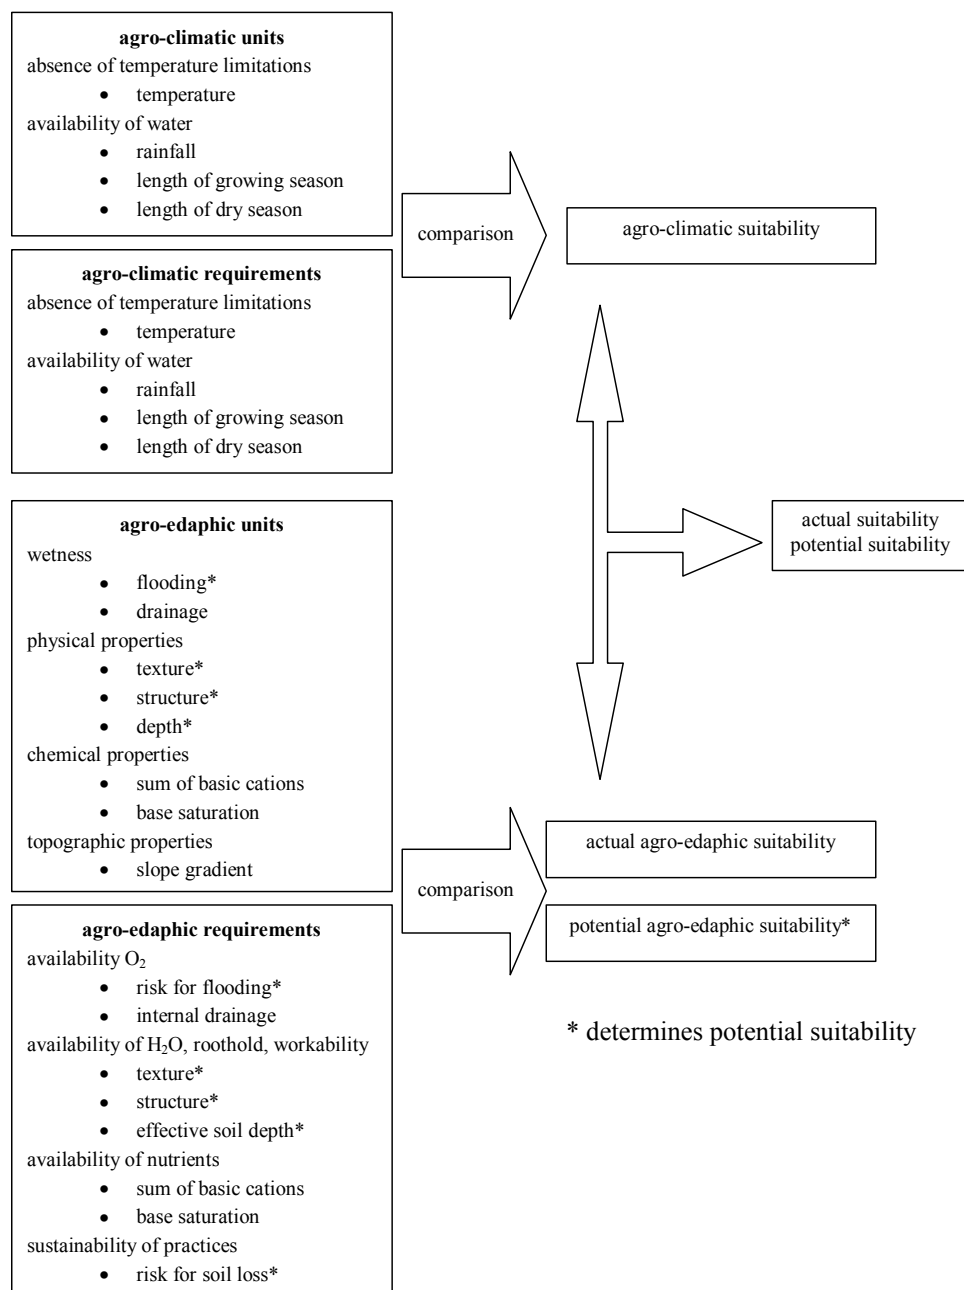 agro-climatic units
absence of temperature limitations
• temperature
availability of water
• rainfall
• length of growing season
• length of dry season
agro-climatic requirements
absence of temperature limitations
• temperature
availability of water
• rainfall
• length of growing season
• length of dry season
comparison
agro-climatic suitability
actual suitability
potential suitability
agro-edaphic units
wetness
• flooding*
• drainage
physical properties
• texture*
• structure*
• depth*
chemical properties
• sum of basic cations
• base saturation
topographic properties
• slope gradient
agro-edaphic requirements
availability O₂
• risk for flooding*
• internal drainage
availability of H₂O, roothold, workability
• texture*
• structure*
• effective soil depth*
availability of nutrients
• sum of basic cations
• base saturation
sustainability of practices
• risk for soil loss*
comparison
actual agro-edaphic suitability
potential agro-edaphic suitability*
* determines potential suitability